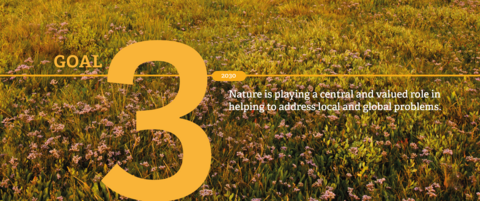 GOAL
3
2030
Nature is playing a central and valued role in
helping to address local and global problems.